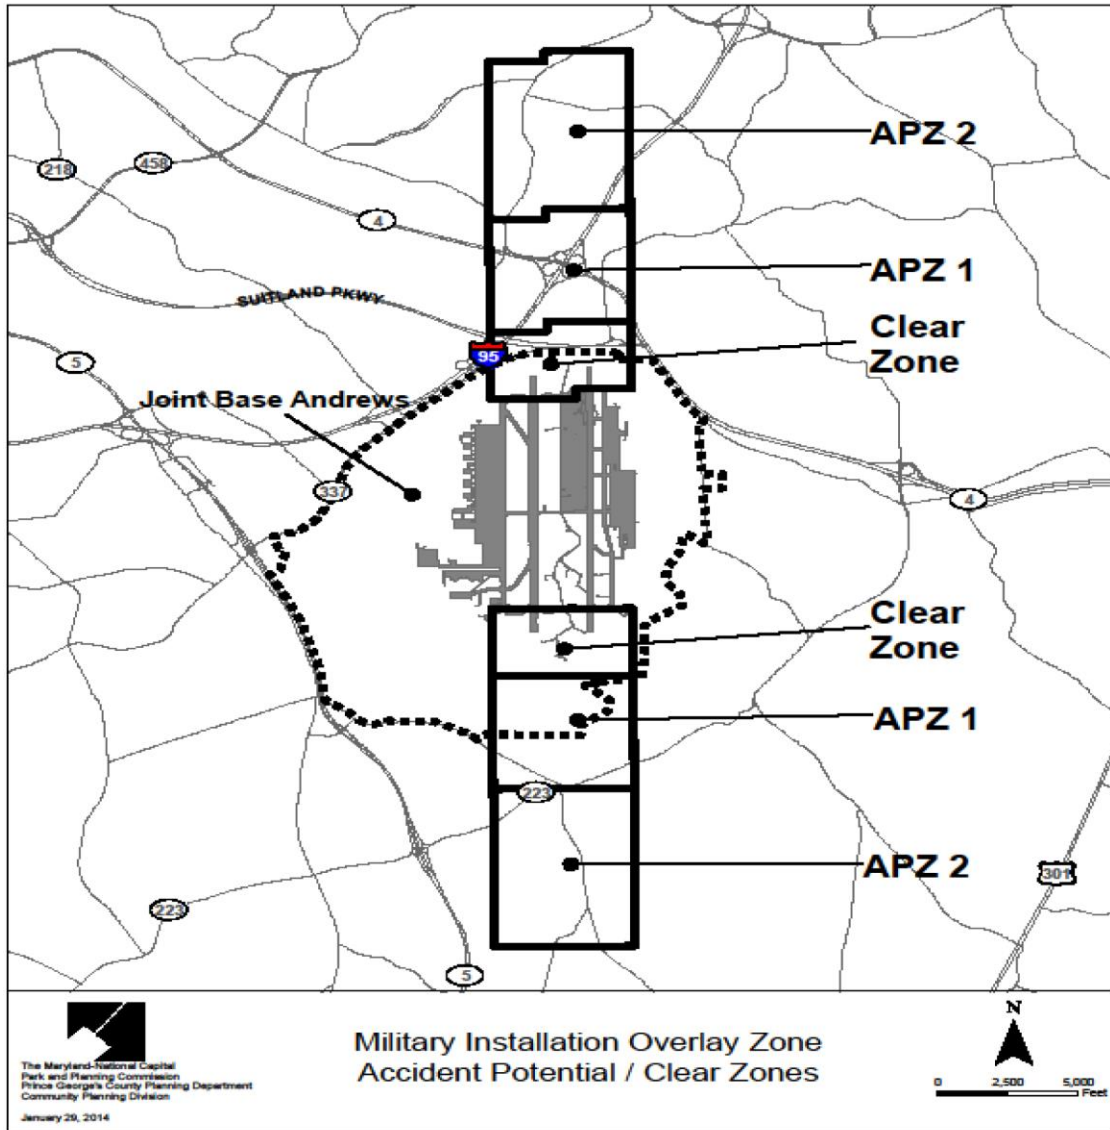 APZ 2
218
458
4
APZ 1
SUITLAND PKWY
Clear
Zone
5
95
Joint Base Andrews
337
4
Clear
Zone
APZ 1
223
APZ 2
301
223
5
Military Installation Overlay Zone
Accident Potential / Clear Zones
The Maryland-National Capital
Park and Planning Commission
Prince George's County Planning Department
Community Planning Division
January 29, 2014
N
0 2,500 5,000
Feet